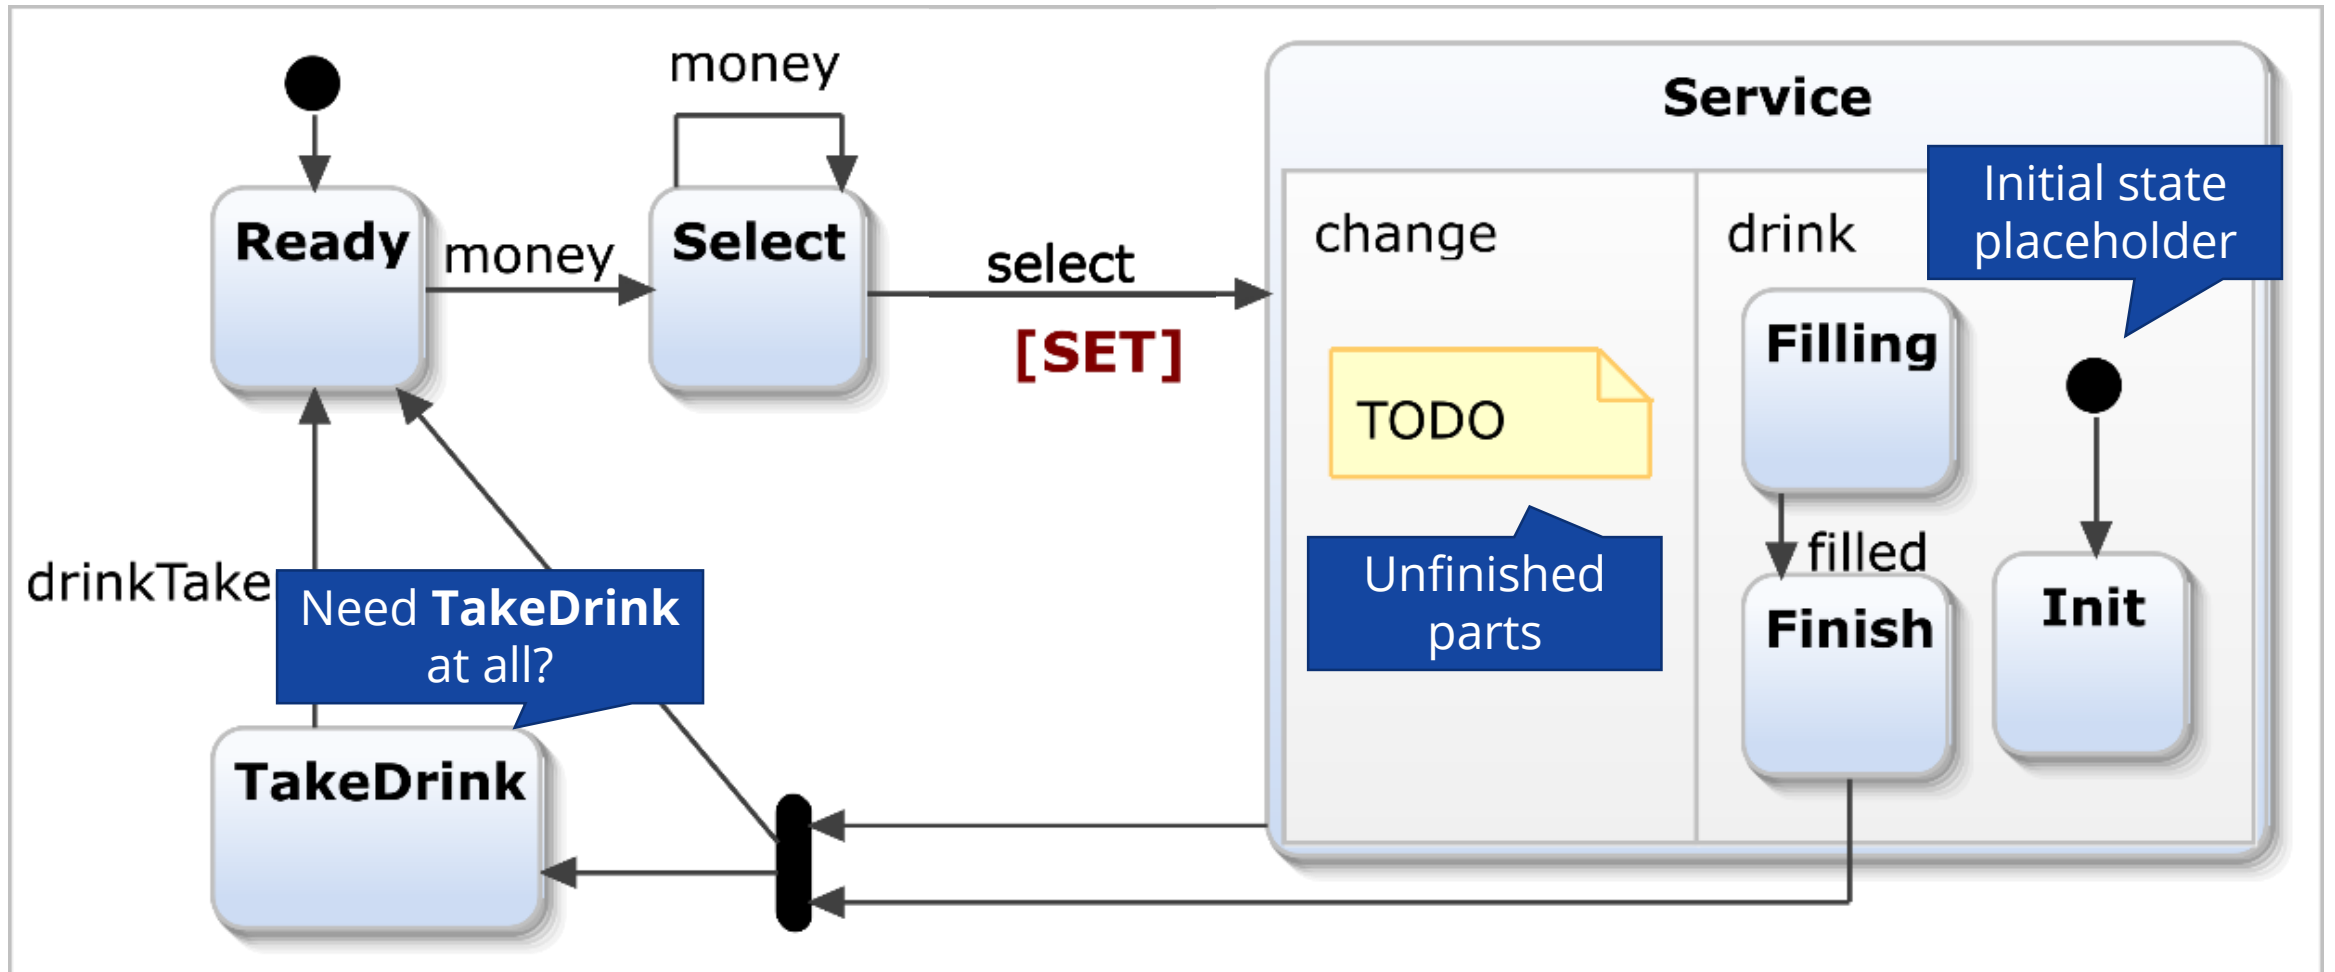 money
Service
Initial state
placeholder
Ready
money
Select
select
[SET]
change
drink
Filling
TODO
filled
Unfinished
parts
Finish
Init
drinkTake
Need TakeDrink
at all?
TakeDrink